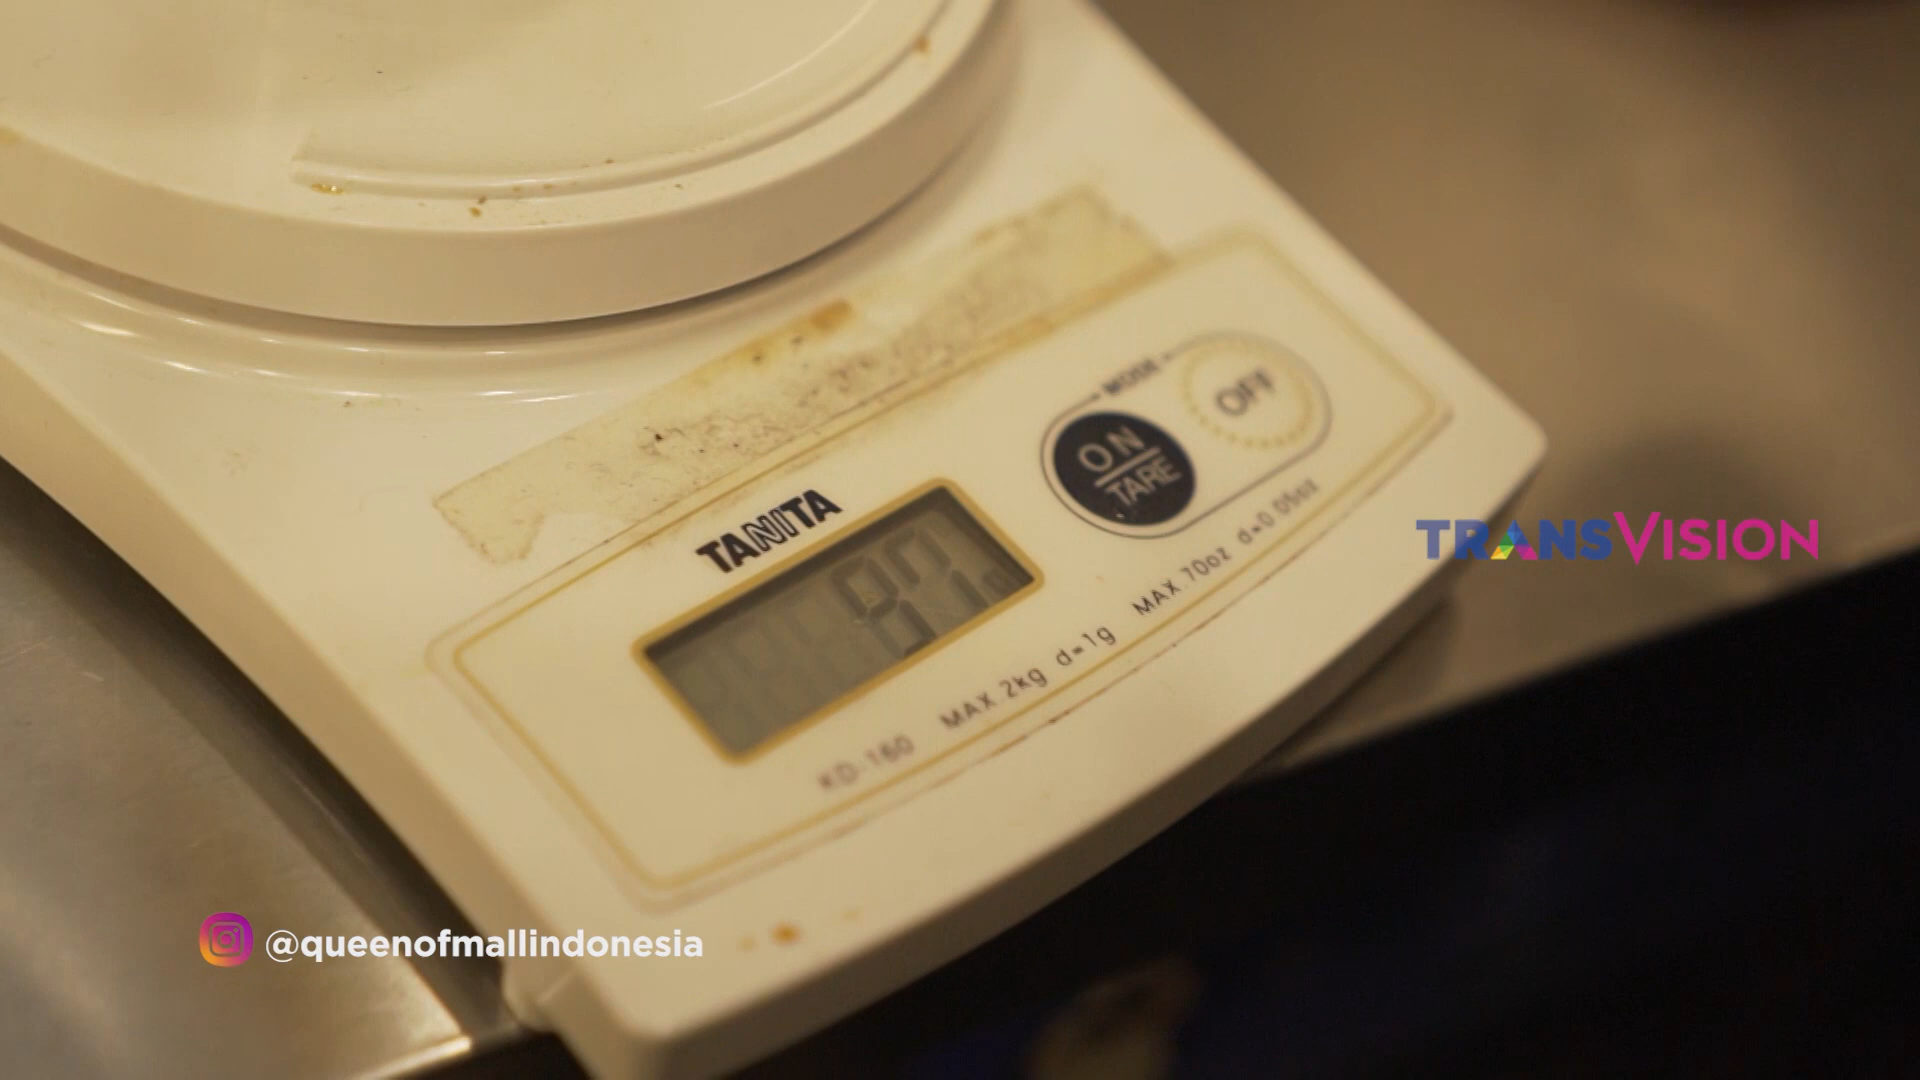 MODE
OFF
ON
TARE
TANITA
KD-160 MAX.2kg d=1g MAX.70oz d=0.05oz
TRANSVISION
@queenofmallindonesia